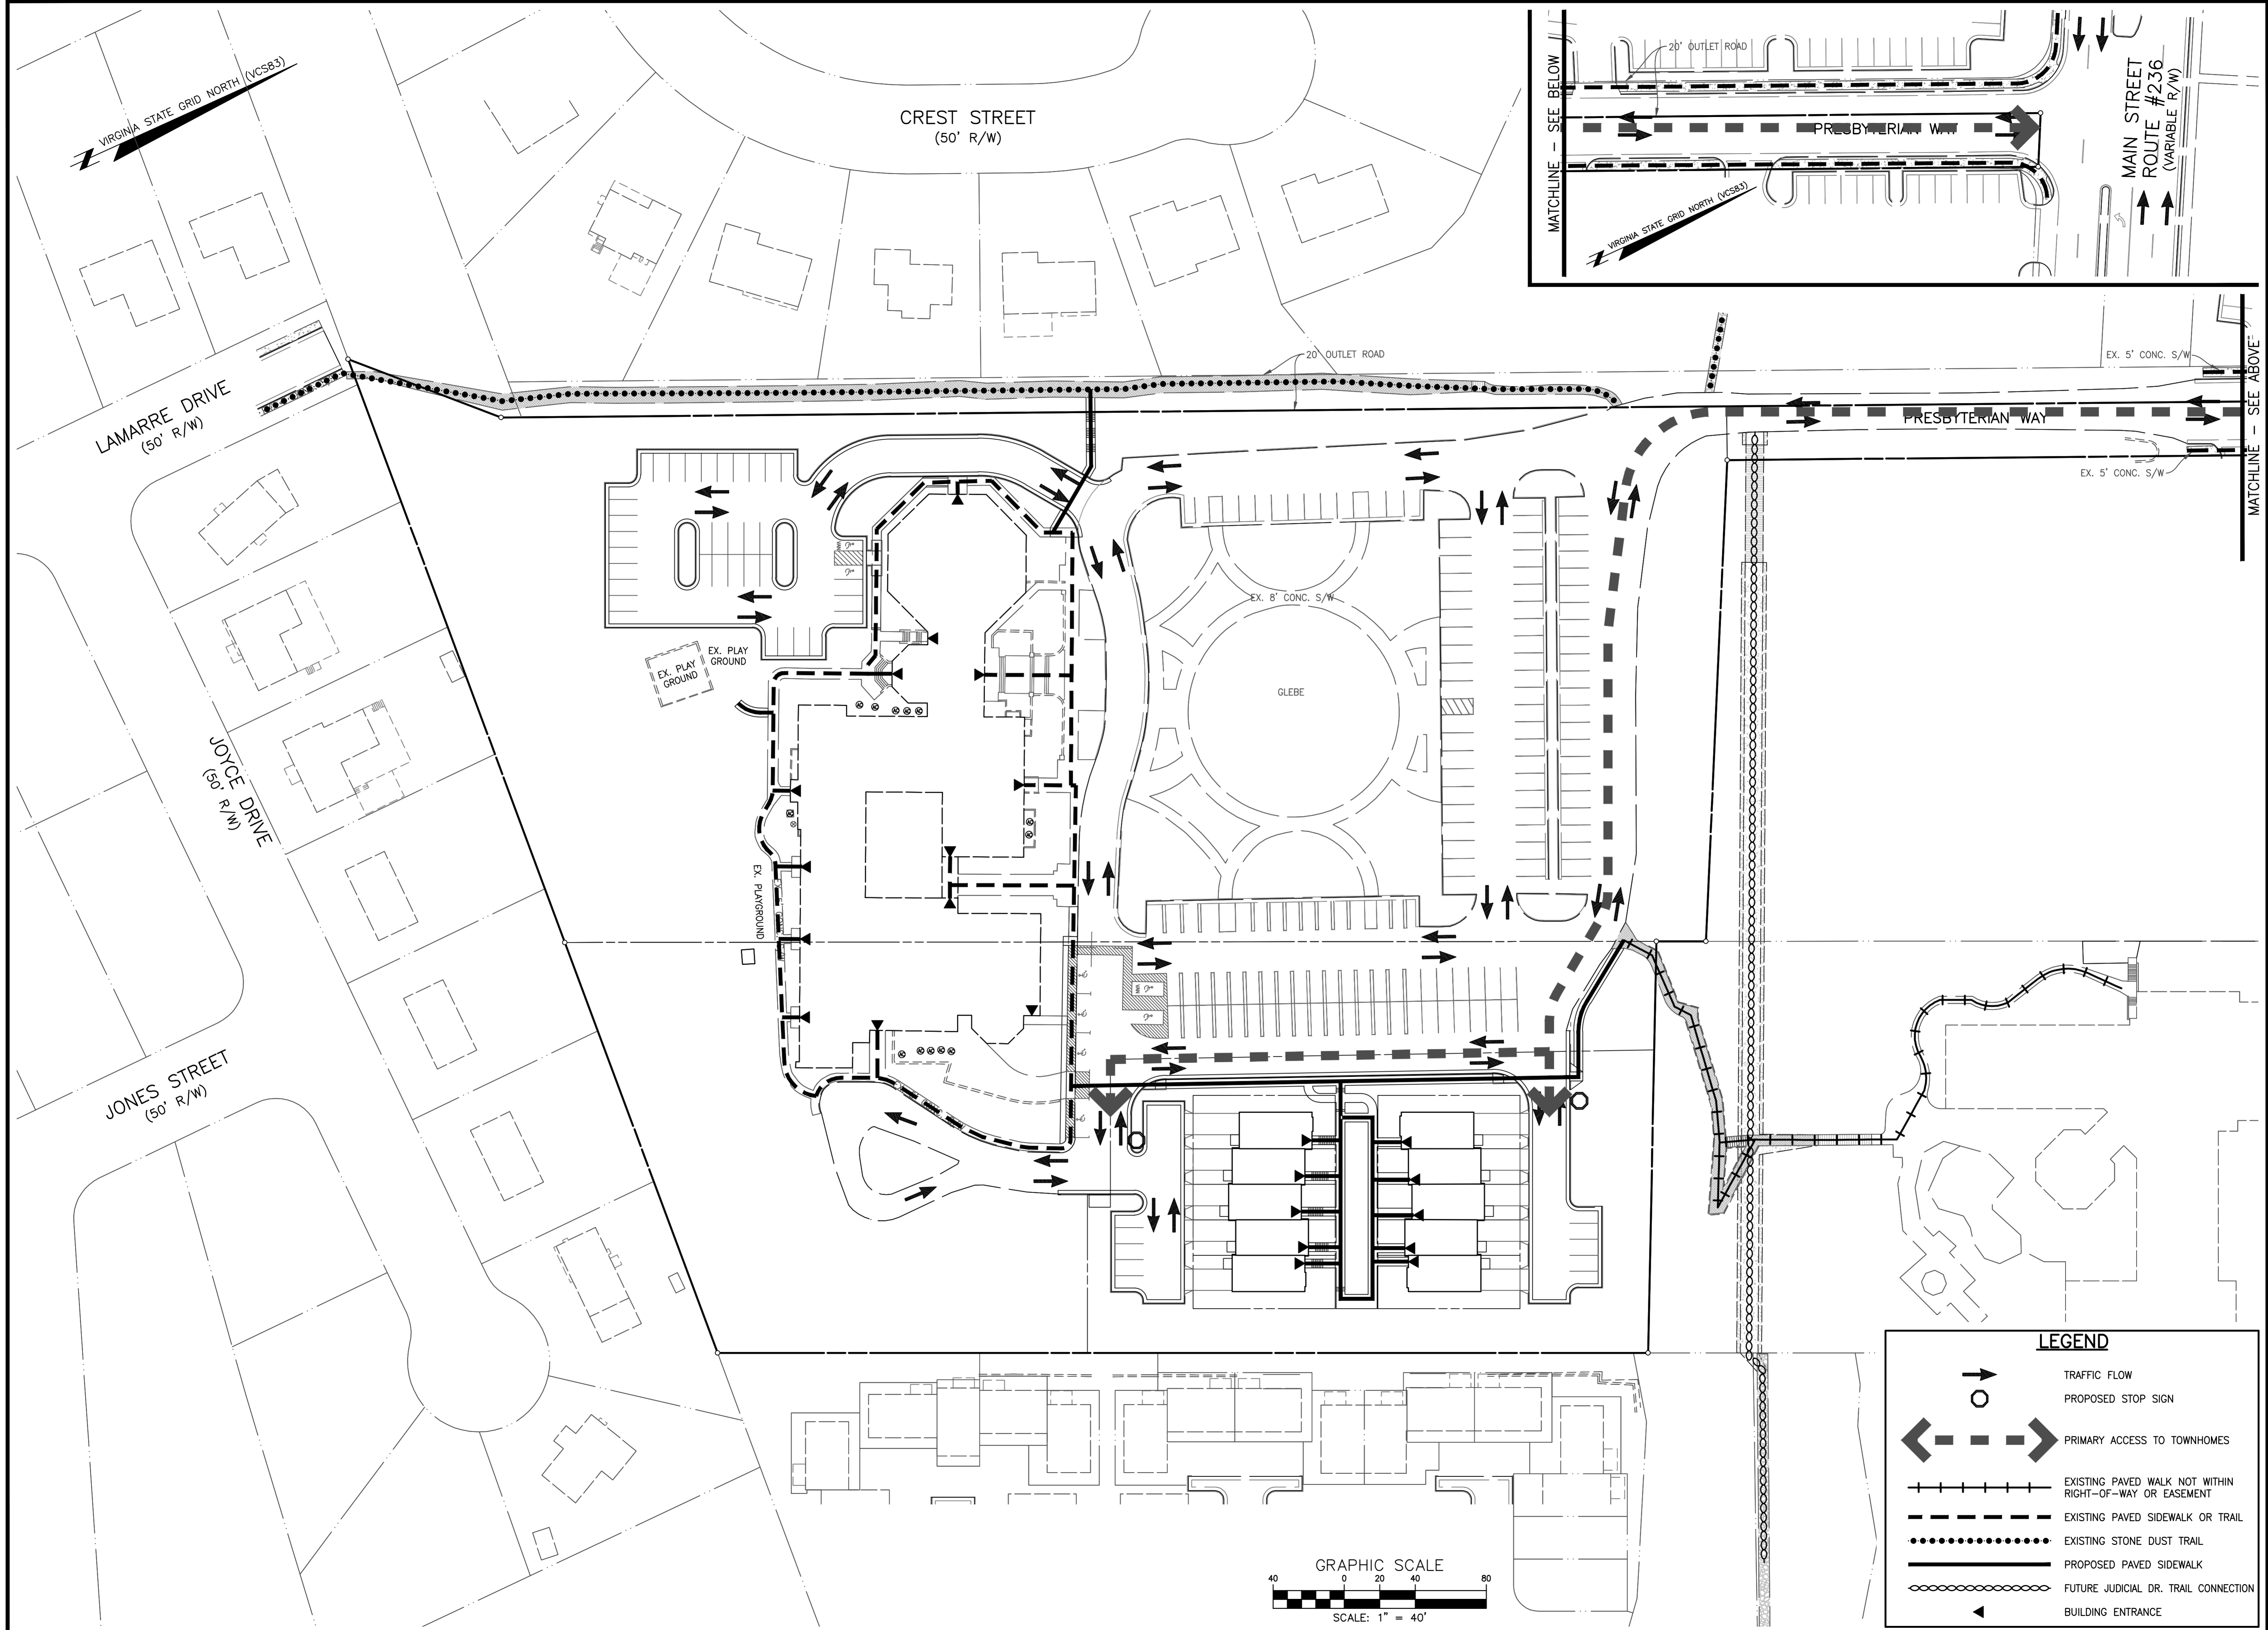 VIRGINIA STATE GRID NORTH (VCS83)
CREST STREET
(50' R/W)
MATCHLINE - SEE BELOW
20' OUTLET ROAD
PRESBYTERIAN WAY
MAIN STREET
ROUTE #236
(VARIABLE R/W)
VIRGINIA STATE GRID NORTH (VCS83)
20' OUTLET ROAD
EX. 5' CONC. S/W
PRESBYTERIAN WAY
EX. 5' CONC. S/W
MATCHLINE - SEE ABOVE
LAMARRE DRIVE
(50' R/W)
EX. 8' CONC. S/W
EX. PLAY
GROUND
EX. PLAY
GROUND
GLEBE
JOYCE DRIVE
(50' R/W)
EX. PLAYGROUND
JONES STREET
(50' R/W)
LEGEND
TRAFFIC FLOW
PROPOSED STOP SIGN
PRIMARY ACCESS TO TOWNHOMES
EXISTING PAVED WALK NOT WITHIN
RIGHT-OF-WAY OR EASEMENT
EXISTING PAVED SIDEWALK OR TRAIL
EXISTING STONE DUST TRAIL
PROPOSED PAVED SIDEWALK
FUTURE JUDICIAL DR. TRAIL CONNECTION
BUILDING ENTRANCE
GRAPHIC SCALE
40 0 20 40 80
SCALE: 1" = 40'